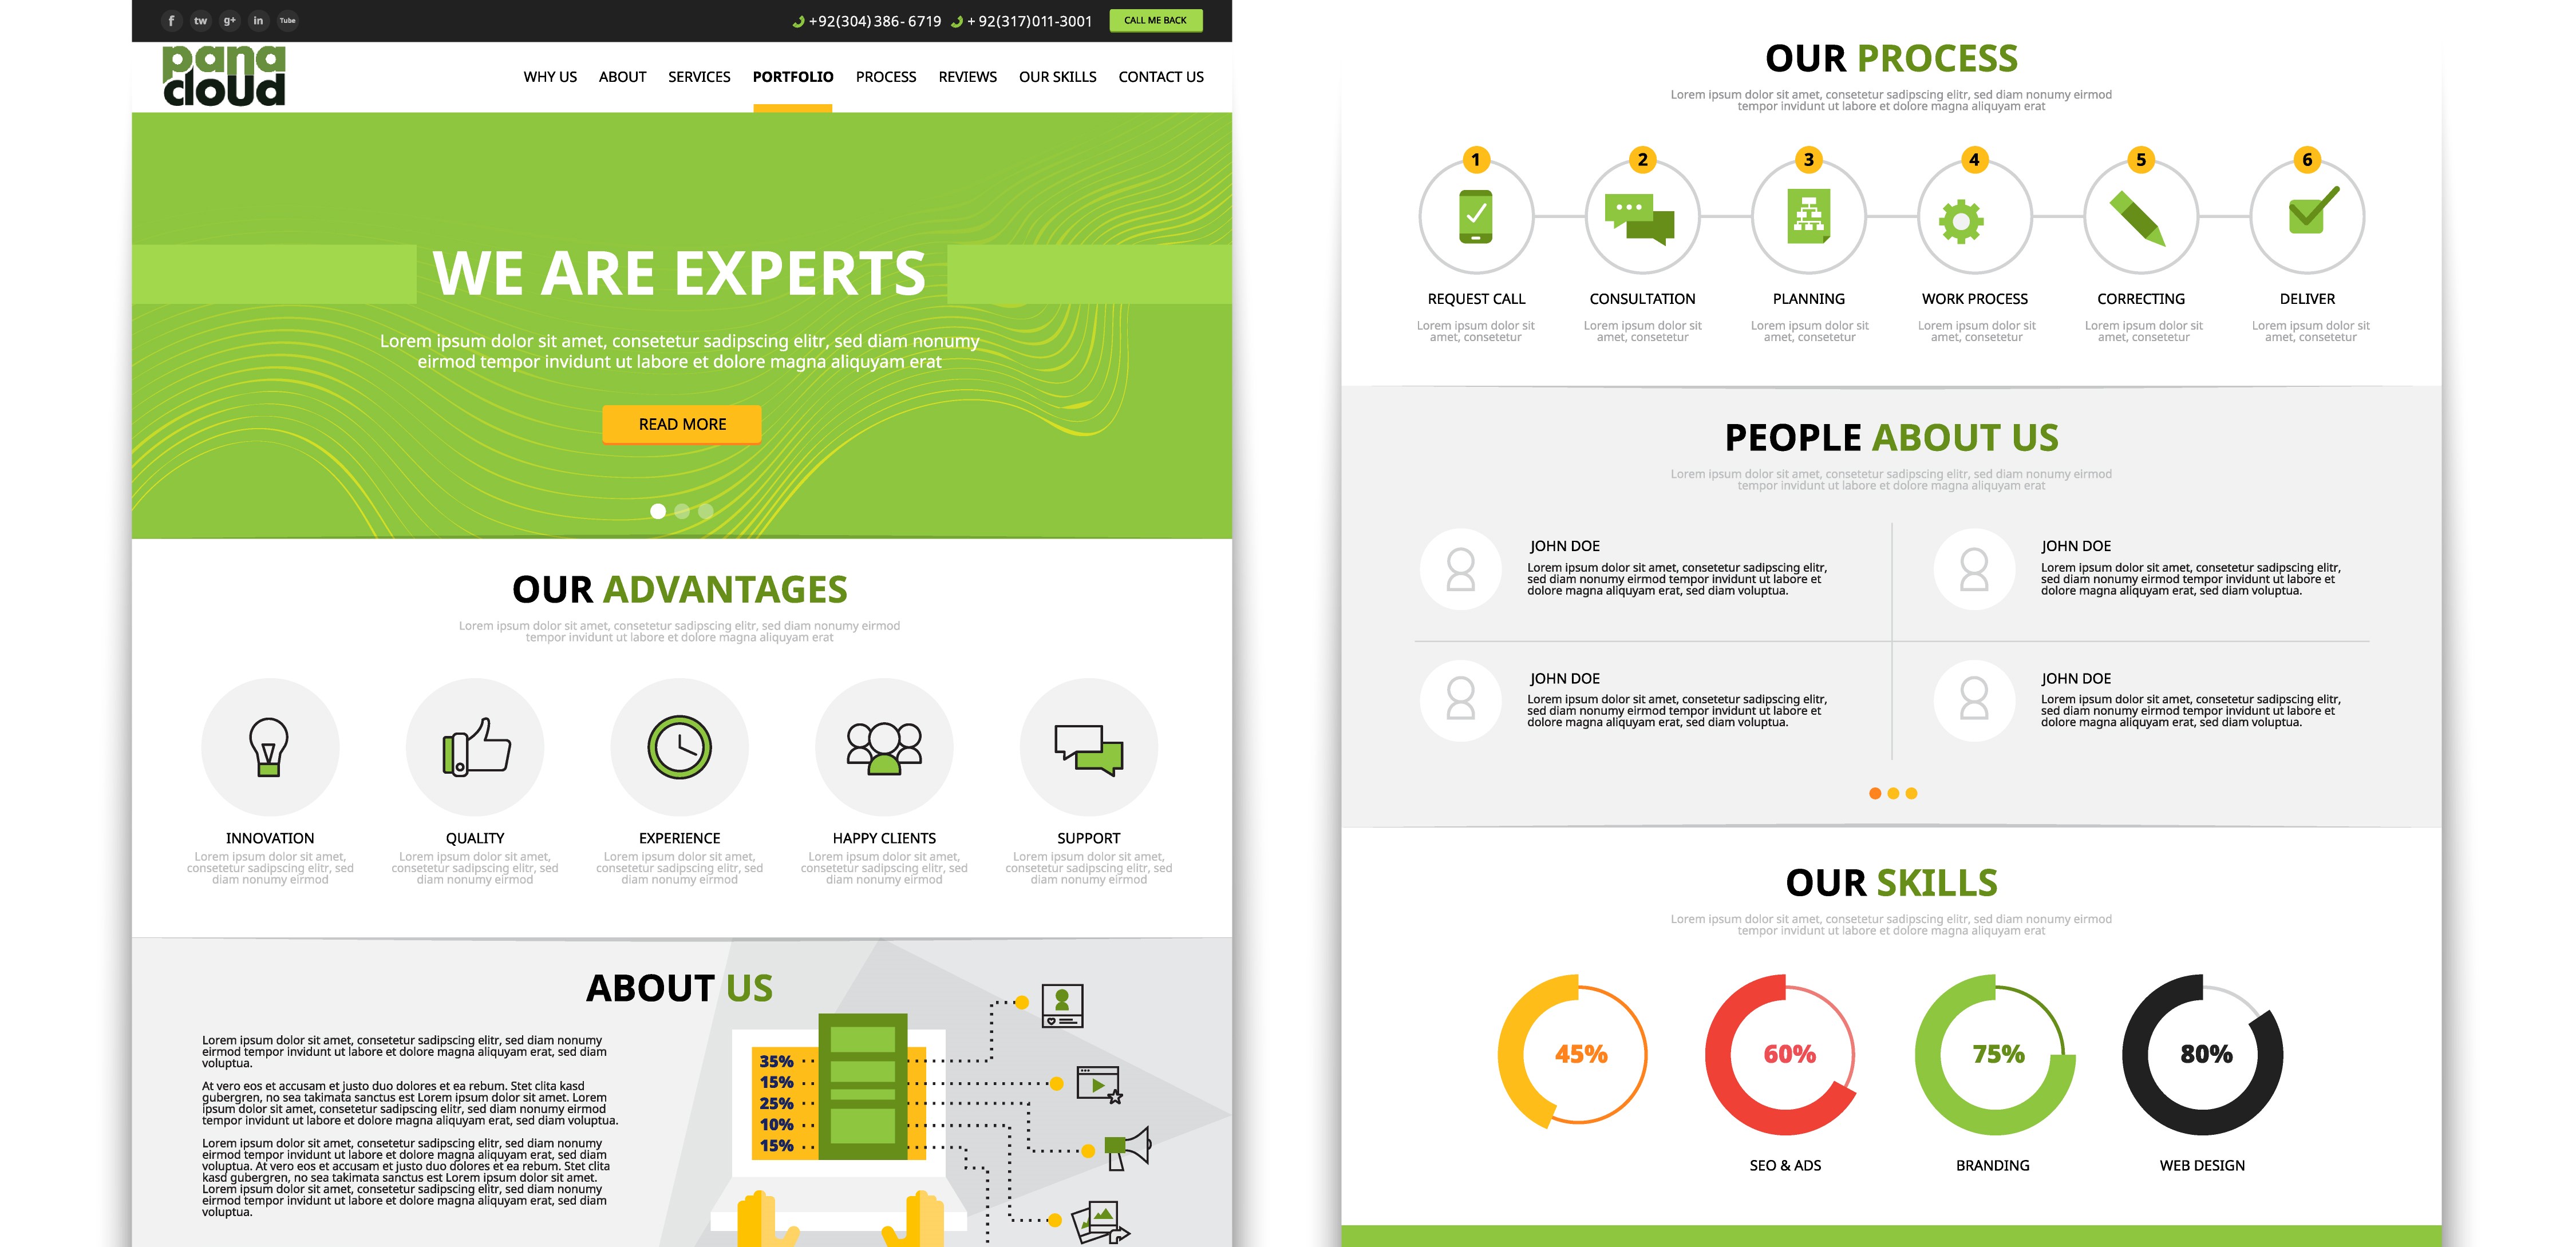 f tw g+ in Tube
+92(304) 386- 6719 + 92(317)011-3001 CALL ME BACK
pana
cloud
WHY US ABOUT SERVICES PORTFOLIO PROCESS REVIEWS OUR SKILLS CONTACT US
WE ARE EXPERTS
Lorem ipsum dolor sit amet, consetetur sadipscing elitr, sed diam nonumy
eirmod tempor invidunt ut labore et dolore magna aliquyam erat
READ MORE
OUR ADVANTAGES
Lorem ipsum dolor sit amet, consetetur sadipscing elitr, sed diam nonumy eirmod
tempor invidunt ut labore et dolore magna aliquyam erat
INNOVATION
Lorem ipsum dolor sit amet,
consetetur sadipscing elitr, sed
diam nonumy eirmod
QUALITY
Lorem ipsum dolor sit amet,
consetetur sadipscing elitr, sed
diam nonumy eirmod
EXPERIENCE
Lorem ipsum dolor sit amet,
consetetur sadipscing elitr, sed
diam nonumy eirmod
HAPPY CLIENTS
Lorem ipsum dolor sit amet,
consetetur sadipscing elitr, sed
diam nonumy eirmod
SUPPORT
Lorem ipsum dolor sit amet,
consetetur sadipscing elitr, sed
diam nonumy eirmod
ABOUT US
Lorem ipsum dolor sit amet, consetetur sadipscing elitr, sed diam nonumy
eirmod tempor invidunt ut labore et dolore magna aliquyam erat, sed diam
voluptua.
At vero eos et accusam et justo duo dolores et ea rebum. Stet clita kasd
gubergren, no sea takimata sanctus est Lorem ipsum dolor sit amet. Lorem
ipsum dolor sit amet, consetetur sadipscing elitr, sed diam nonumy eirmod
tempor invidunt ut labore et dolore magna aliquyam erat, sed diam voluptua.
Lorem ipsum dolor sit amet, consetetur sadipscing elitr, sed diam nonumy
eirmod tempor invidunt ut labore et dolore magna aliquyam erat, sed diam
voluptua. At vero eos et accusam et justo duo dolores et ea rebum. Stet clita
kasd gubergren, no sea takimata sanctus est Lorem ipsum dolor sit amet.
Lorem ipsum dolor sit amet, consetetur sadipscing elitr, sed diam nonumy
eirmod tempor invidunt ut labore et dolore magna aliquyam erat, sed diam
voluptua.
35%
15%
25%
10%
15%
OUR PROCESS
Lorem ipsum dolor sit amet, consetetur sadipscing elitr, sed diam nonumy eirmod
tempor invidunt ut labore et dolore magna aliquyam erat
1
REQUEST CALL
Lorem ipsum dolor sit
amet, consetetur
2
CONSULTATION
Lorem ipsum dolor sit
amet, consetetur
3
PLANNING
Lorem ipsum dolor sit
amet, consetetur
4
WORK PROCESS
Lorem ipsum dolor sit
amet, consetetur
5
CORRECTING
Lorem ipsum dolor sit
amet, consetetur
6
DELIVER
Lorem ipsum dolor sit
amet, consetetur
PEOPLE ABOUT US
Lorem ipsum dolor sit amet, consetetur sadipscing elitr, sed diam nonumy eirmod
tempor invidunt ut labore et dolore magna aliquyam erat
JOHN DOE
Lorem ipsum dolor sit amet, consetetur sadipscing elitr,
sed diam nonumy eirmod tempor invidunt ut labore et
dolore magna aliquyam erat, sed diam voluptua.
JOHN DOE
Lorem ipsum dolor sit amet, consetetur sadipscing elitr,
sed diam nonumy eirmod tempor invidunt ut labore et
dolore magna aliquyam erat, sed diam voluptua.
JOHN DOE
Lorem ipsum dolor sit amet, consetetur sadipscing elitr,
sed diam nonumy eirmod tempor invidunt ut labore et
dolore magna aliquyam erat, sed diam voluptua.
JOHN DOE
Lorem ipsum dolor sit amet, consetetur sadipscing elitr,
sed diam nonumy eirmod tempor invidunt ut labore et
dolore magna aliquyam erat, sed diam voluptua.
OUR SKILLS
Lorem ipsum dolor sit amet, consetetur sadipscing elitr, sed diam nonumy eirmod
tempor invidunt ut labore et dolore magna aliquyam erat
45% 60% 75% 80%
SEO & ADS BRANDING WEB DESIGN